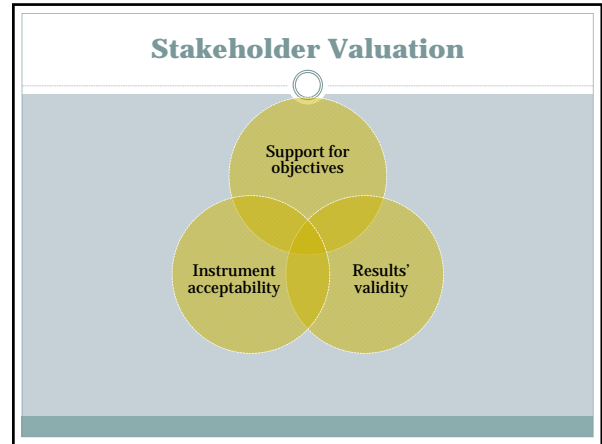 Stakeholder Valuation
Support for
objectives
Instrument
acceptability
Results’
validity